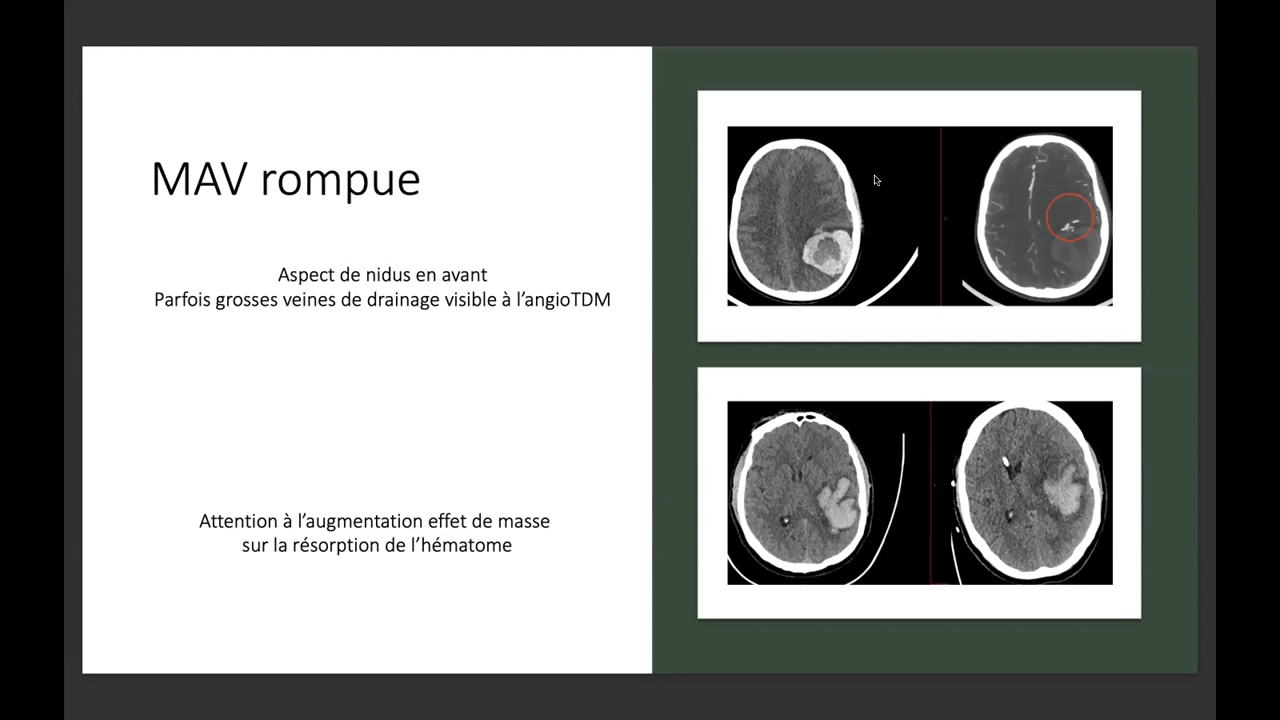 MAV rompue
Aspect de nidus en avant
Parfois grosses veines de drainage visible à l’angioTDM
Attention à l’augmentation effet de masse
sur la résorption de l’hématome